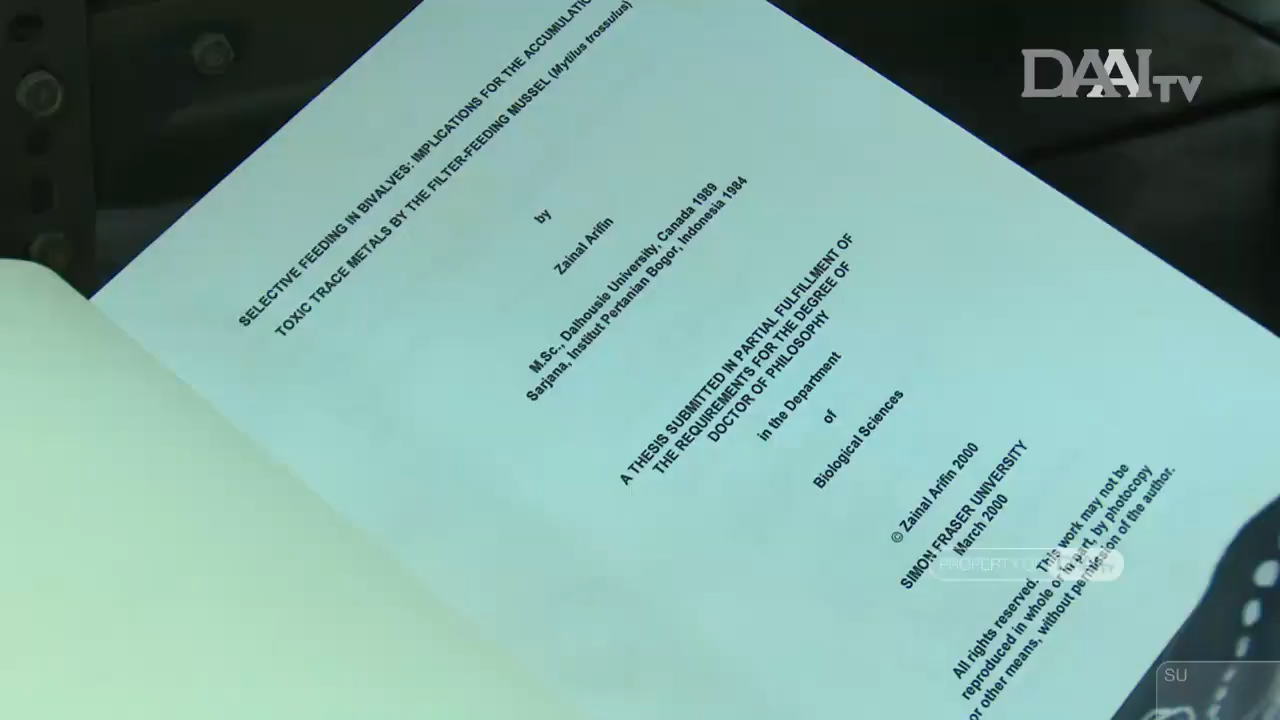 DAAI TV
SELECTIVE FEEDING IN BIVALVES: IMPLICATIONS FOR THE
TOXIC TRACE METALS BY THE FILTER-FEEDING MUSSEL (Mytilus trossulus)
by
Zainal Arifin
M.Sc., Dalhousie University, Canada 1989
Sarjana, Institut Pertanian Bogor, Indonesia 1984
A THESIS SUBMITTED IN PARTIAL FULFILLMENT OF
THE REQUIREMENTS FOR THE DEGREE OF
DOCTOR OF PHILOSOPHY
in the Department
of
Biological Sciences
© Zainal Arifin 2000
SIMON FRASER UNIVERSITY
March 2000
All rights reserved. This work may not be
reproduced in whole or in part, by photocopy
or other means, without permission of the author.
PROPERTY OF
SU